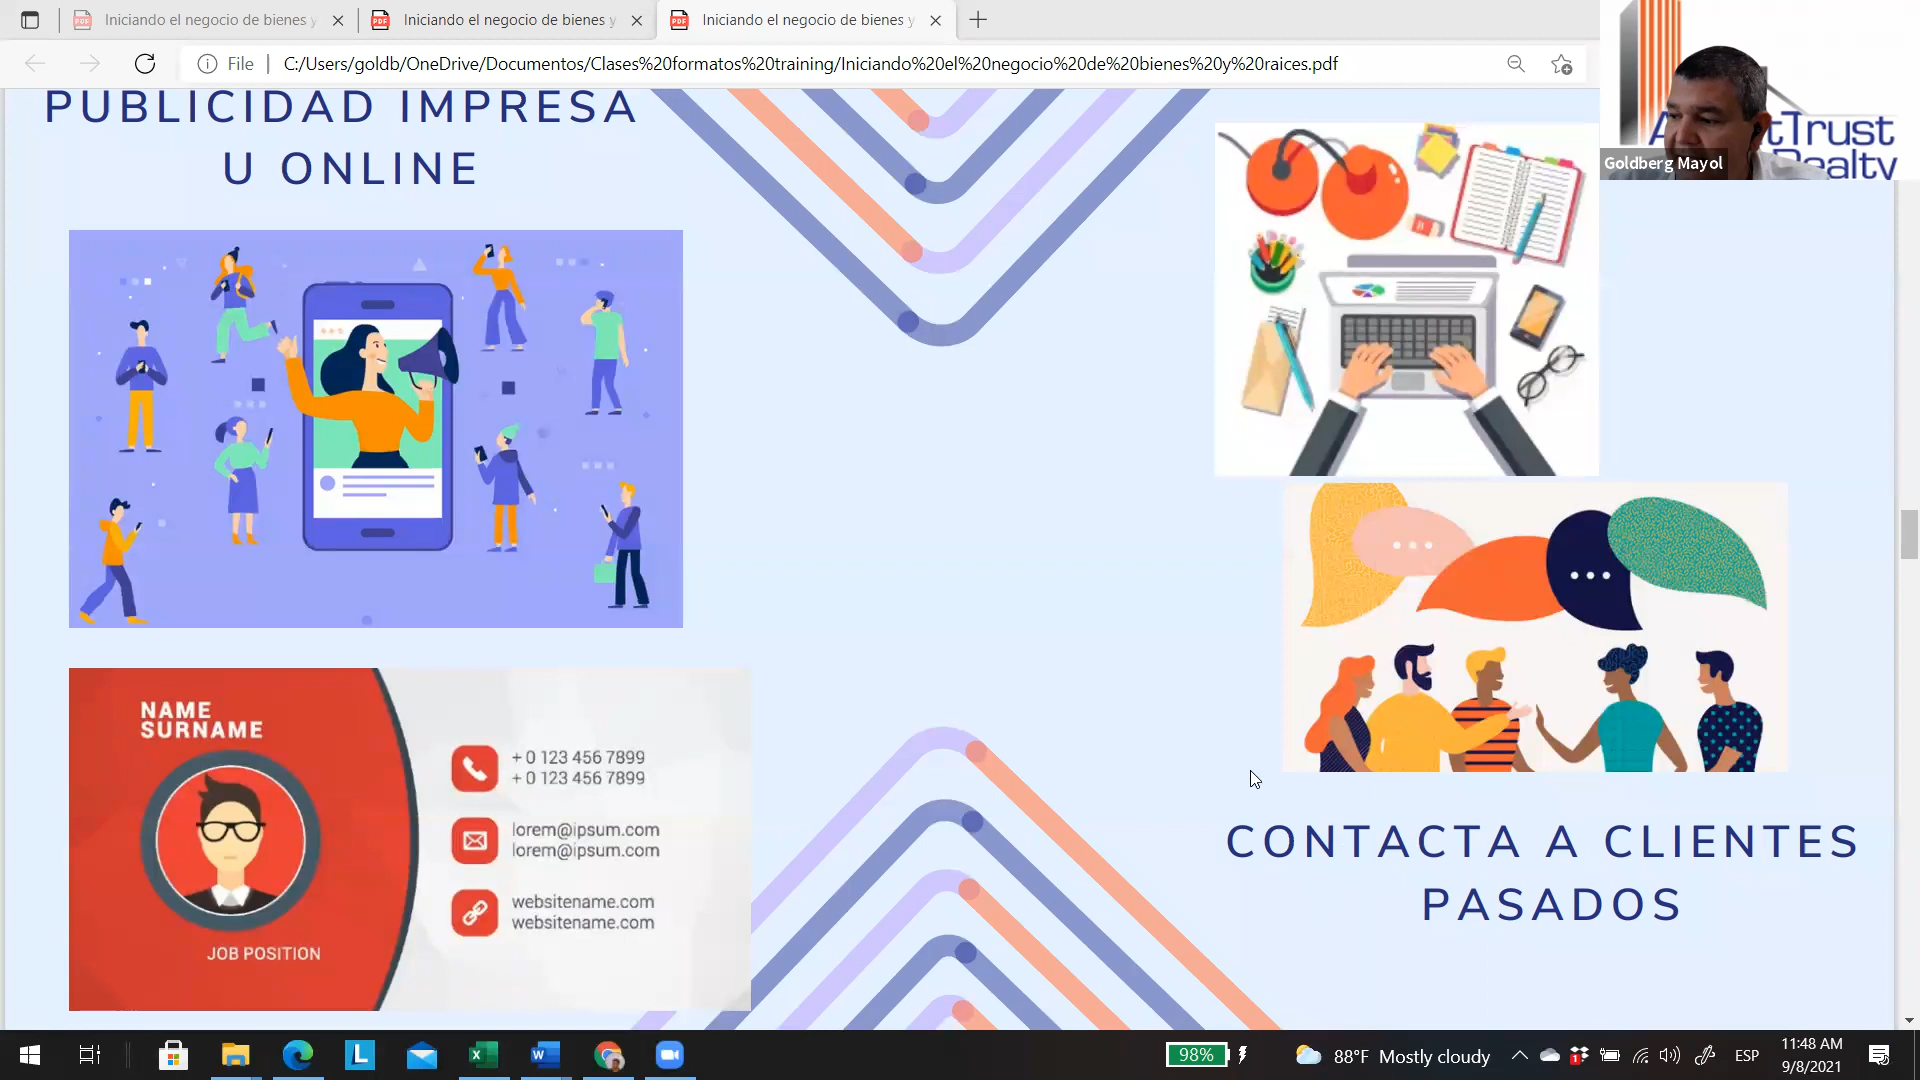 Iniciando el negocio de bienes y
Iniciando el negocio de bienes y
Iniciando el negocio de bienes y
File
C:/Users/goldb/OneDrive/Documentos/Clases%20formatos%20training/Iniciando%20el%20negocio%20de%20bienes%20y%20raices.pdf
tTrust
Realty
Goldberg Mayol
PUBLICIDAD IMPRESA
U ONLINE
NAME
SURNAME
JOB POSITION
+ 0 123 456 7899
+ 0 123 456 7899
lorem@ipsum.com
lorem@ipsum.com
websitename.com
websitename.com
CONTACTA A CLIENTES
PASADOS
98%
88°F Mostly cloudy
ESP
11:48 AM
9/8/2021